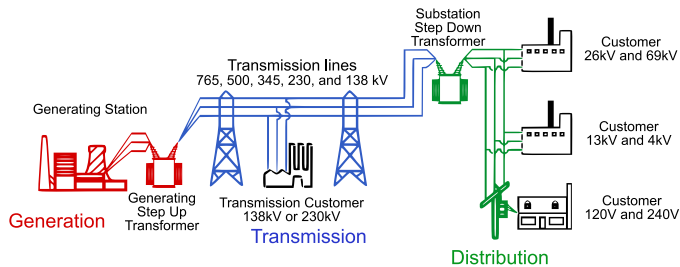 Substation
Step Down
Transformer
Transmission lines
765, 500, 345, 230, and 138 kV
Customer
26kV and 69kV
Generating Station
Customer
13kV and 4kV
Generating
Step Up
Transformer
Transmission Customer
138kV or 230kV
Customer
120V and 240V
Generation
Transmission
Distribution